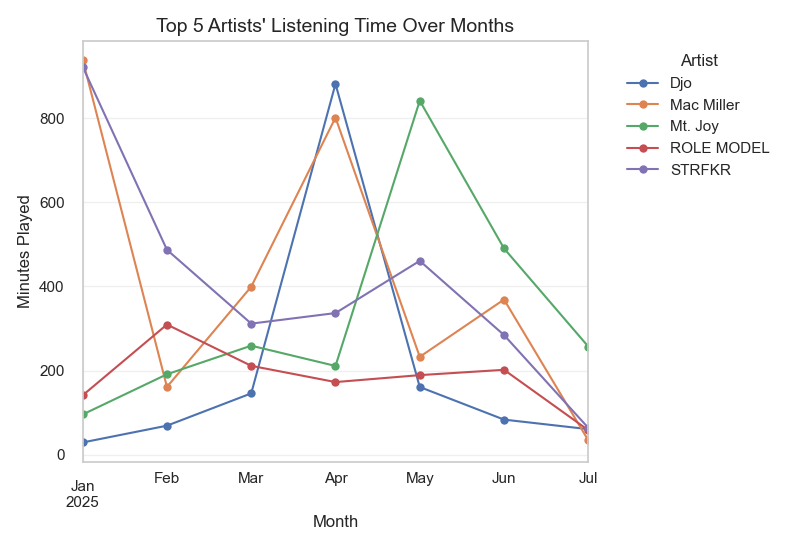 Top 5 Artists' Listening Time Over Months
Minutes Played
800
600
400
200
0
Jan
2025
Feb
Mar
Apr
May
Jun
Jul
Month
Artist
Djo
Mac Miller
Mt. Joy
ROLE MODEL
STRFKR